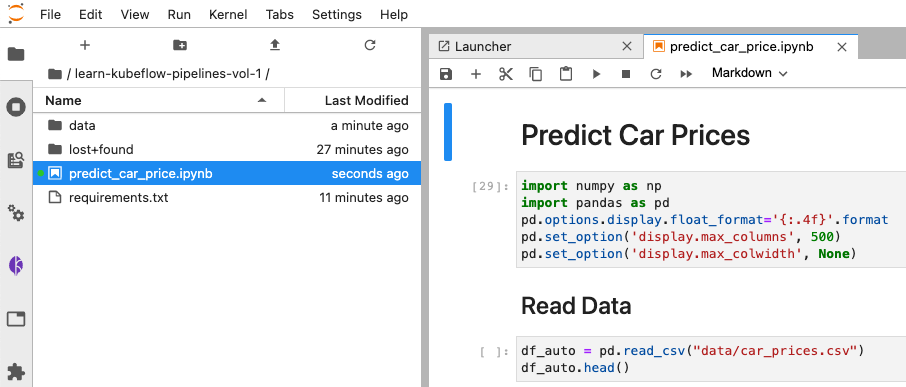 File Edit View Run Kernel Tabs Settings Help
/ learn-kubeflow-pipelines-vol-1 /
Name Last Modified
data a minute ago
lost+found 27 minutes ago
predict_car_price.ipynb seconds ago
requirements.txt 11 minutes ago
Launcher predict_car_price.ipynb
Markdown
Predict Car Prices
[29]: import numpy as np
import pandas as pd
pd.options.display.float_format='{:.4f}'.format
pd.set_option('display.max_columns', 500)
pd.set_option('display.max_colwidth', None)
Read Data
[ ]: df_auto = pd.read_csv("data/car_prices.csv")
df_auto.head()